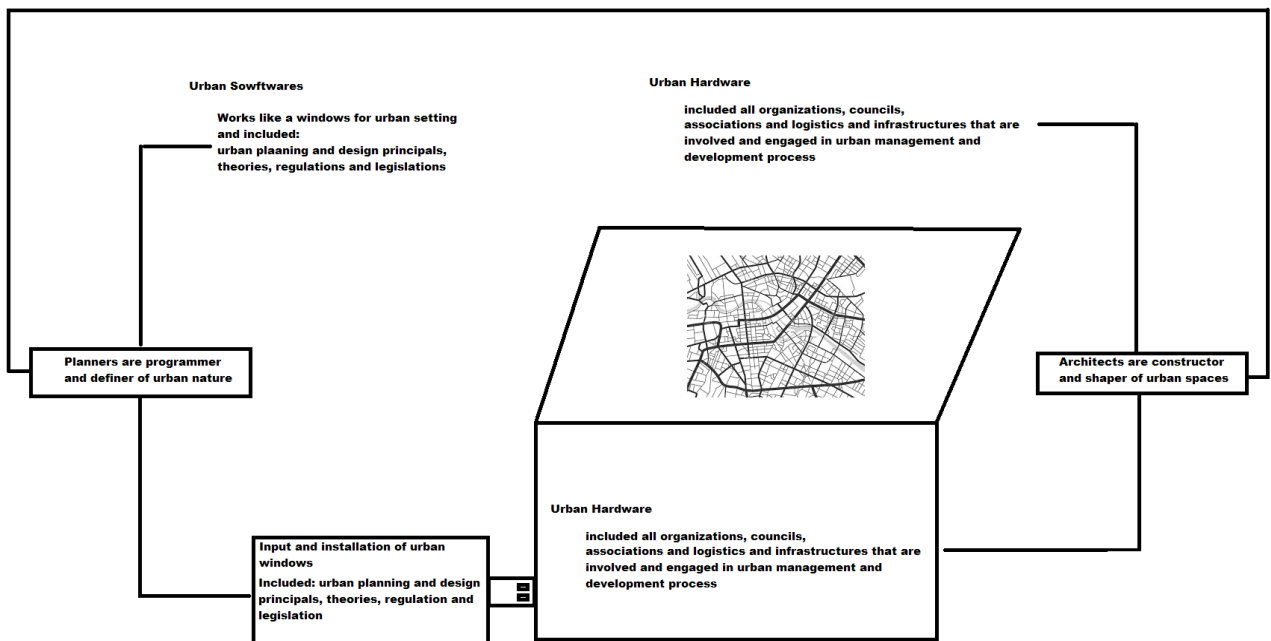 Urban Sowftwares
Works like a windows for urban setting
and included:
urban plaaning and design principals,
theories, regulations and legislations
Urban Hardware
included all organizations, councils,
associations and logistics and infrastructures that are
involved and engaged in urban management and
development process
Planners are programmer
and definer of urban nature
Architects are constructor
and shaper of urban spaces
Input and installation of urban
windows
Included: urban planning and design
principals, theories, regulation and
legislation
Urban Hardware
included all organizations, councils,
associations and logistics and infrastructures that are
involved and engaged in urban management and
development process